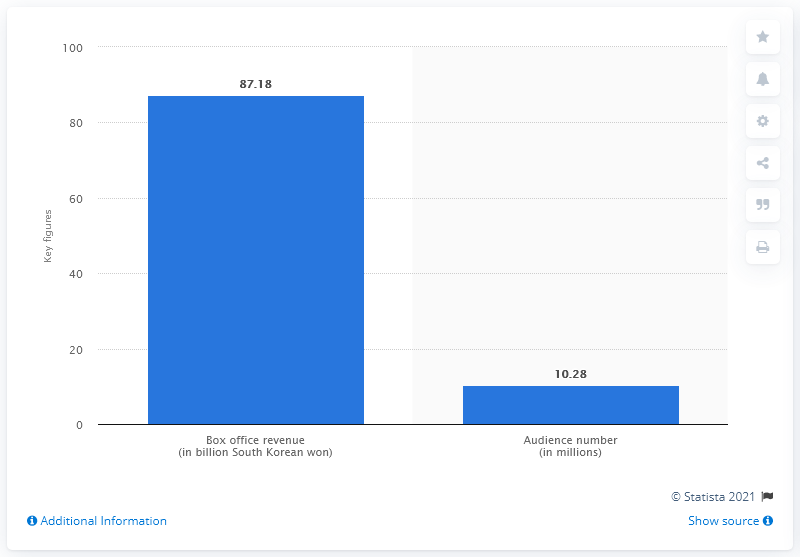 100
80
60
40
20
0
Key figures
87.18
10.28
Box office revenue
(in billion South Korean won)
Audience number
(in millions)
© Statista 2021
Additional Information
Show source